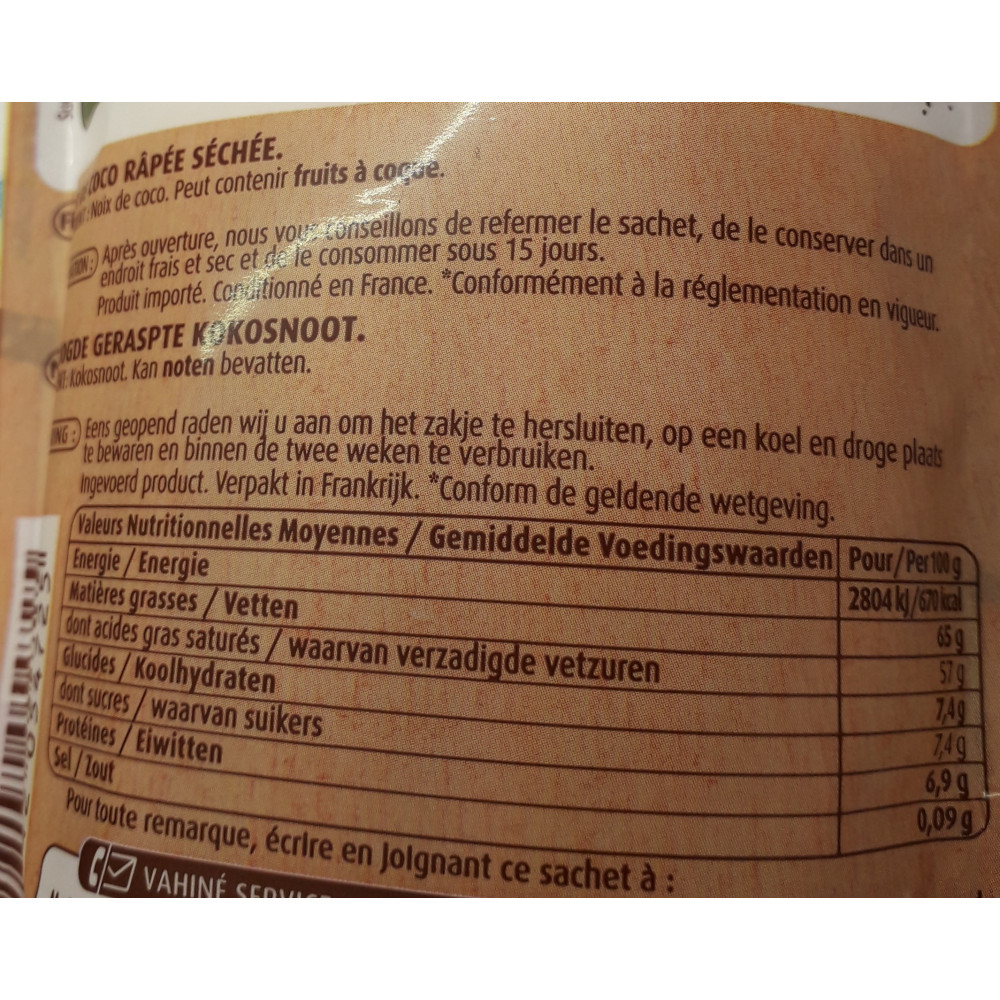 COCO RÂPÉE SÉCHÉE.
: Noix de coco. Peut contenir fruits à coque.
Après ouverture, nous vous conseillons de refermer le sachet, de le conserver dans un
endroit frais et sec et de le consommer sous 15 jours.
Produit importé. Conditionné en France. *Conformément à la réglementation en vigueur.
GERASPTE KOKOSNOOT.
: Kokosnoot. Kan noten bevatten.
Eens geopend raden wij u aan om het zakje te hersluiten, op een koel en droge plaats
te bewaren en binnen de twee weken te verbruiken.
Ingevoerd product. Verpakt in Frankrijk. *Conform de geldende wetgeving.
Valeurs Nutritionnelles Moyennes / Gemiddelde Voedingswaarden Pour/Per 100 g
Energie / Energie 2804 kJ/670 kcal
Matières grasses / Vetten 65 g
dont acides gras saturés / waarvan verzadigde vetzuren 57 g
Glucides / Koolhydraten 7,4 g
dont sucres / waarvan suikers 7,4 g
Protéines / Eiwitten 6,9 g
Sel / Zout 0,09 g
Pour toute remarque, écrire en joignant ce sachet à :
VAHINÉ